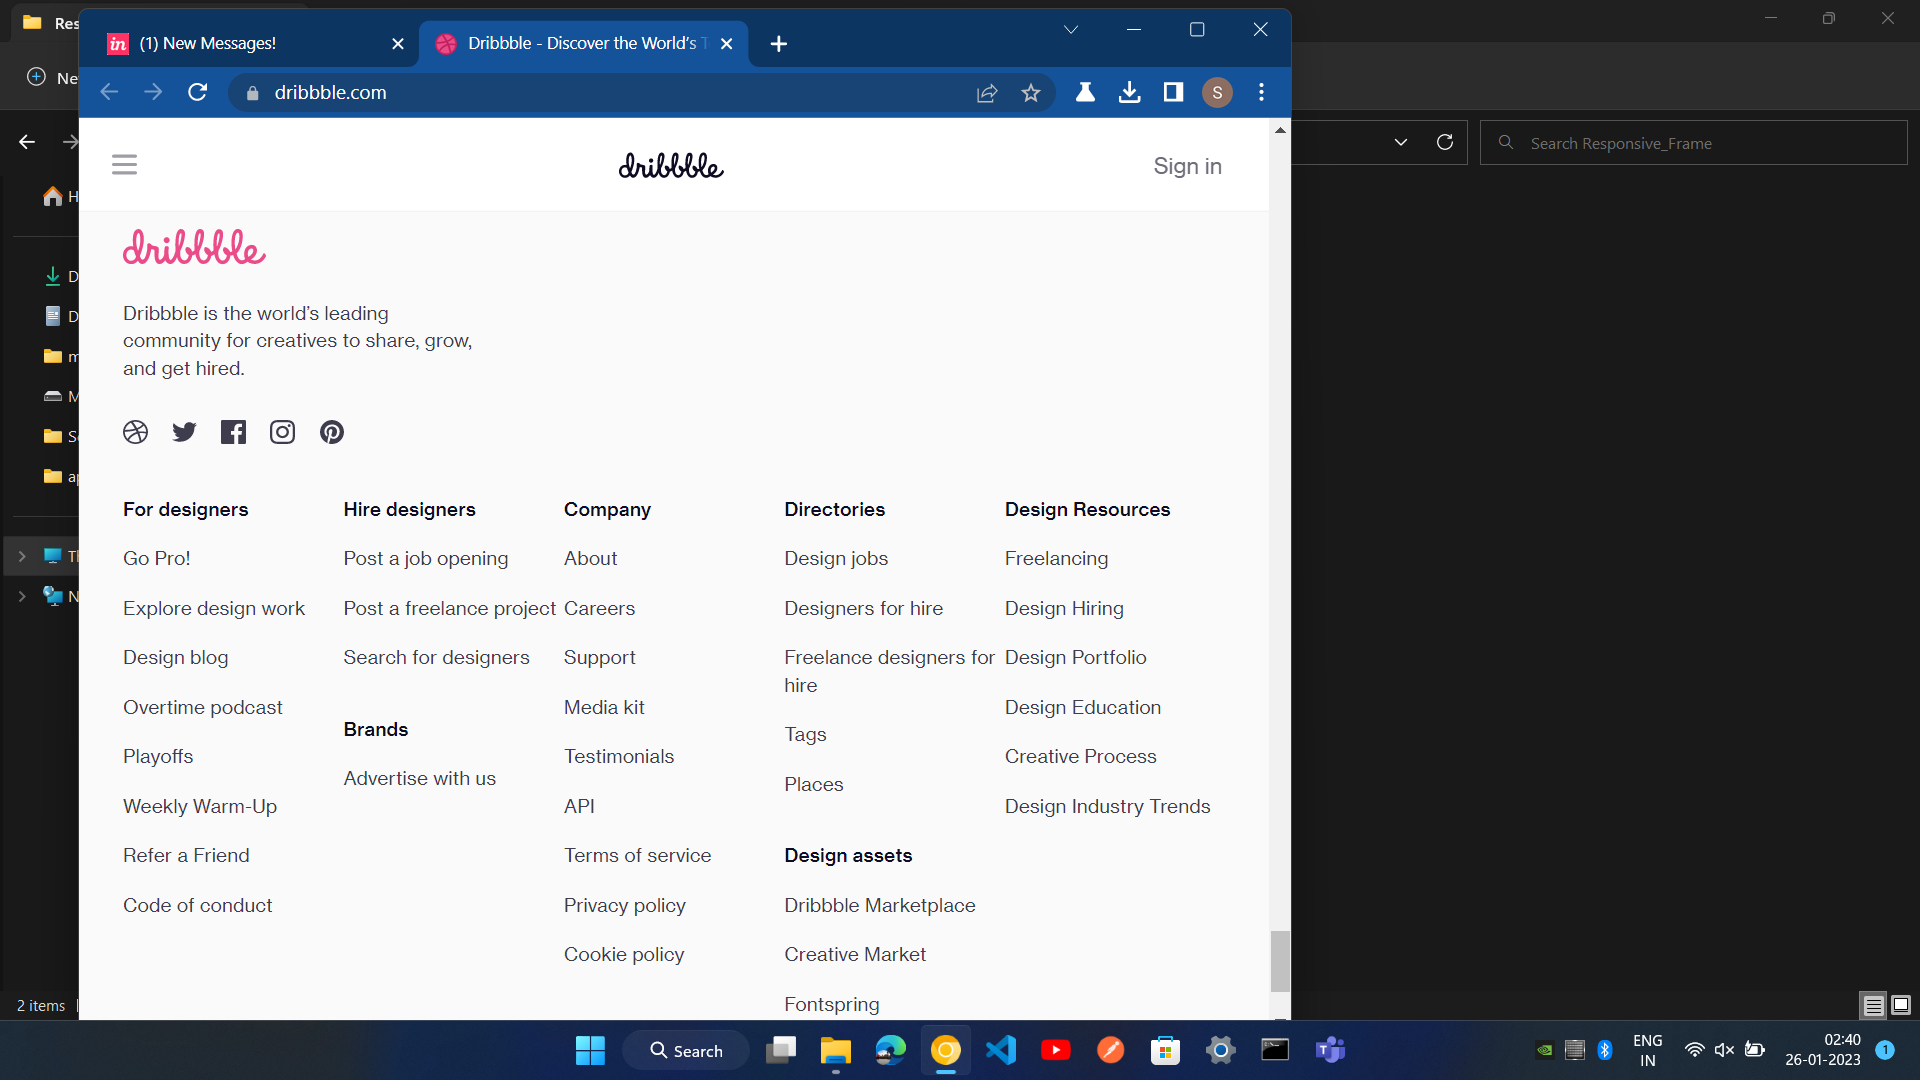 Res
(1) New Messages!
Dribbble - Discover the World's T
Ne
dribbble.com
S
Search Responsive_Frame
dribbble
Sign in
H
dribbble
D
Dribbble is the world's leading
community for creatives to share, grow,
and get hired.
D
m
M
Se
ap
For designers
Go Pro!
Explore design work
Design blog
Overtime podcast
Playoffs
Weekly Warm-Up
Refer a Friend
Code of conduct
Hire designers
Post a job opening
Post a freelance project
Search for designers
Brands
Advertise with us
Company
About
Careers
Support
Media kit
Testimonials
API
Terms of service
Privacy policy
Cookie policy
Directories
Design jobs
Designers for hire
Freelance designers for
hire
Tags
Places
Design assets
Dribbble Marketplace
Creative Market
Fontspring
Design Resources
Freelancing
Design Hiring
Design Portfolio
Design Education
Creative Process
Design Industry Trends
Th
N
2 items
Search
ENG
IN
02:40
26-01-2023
1